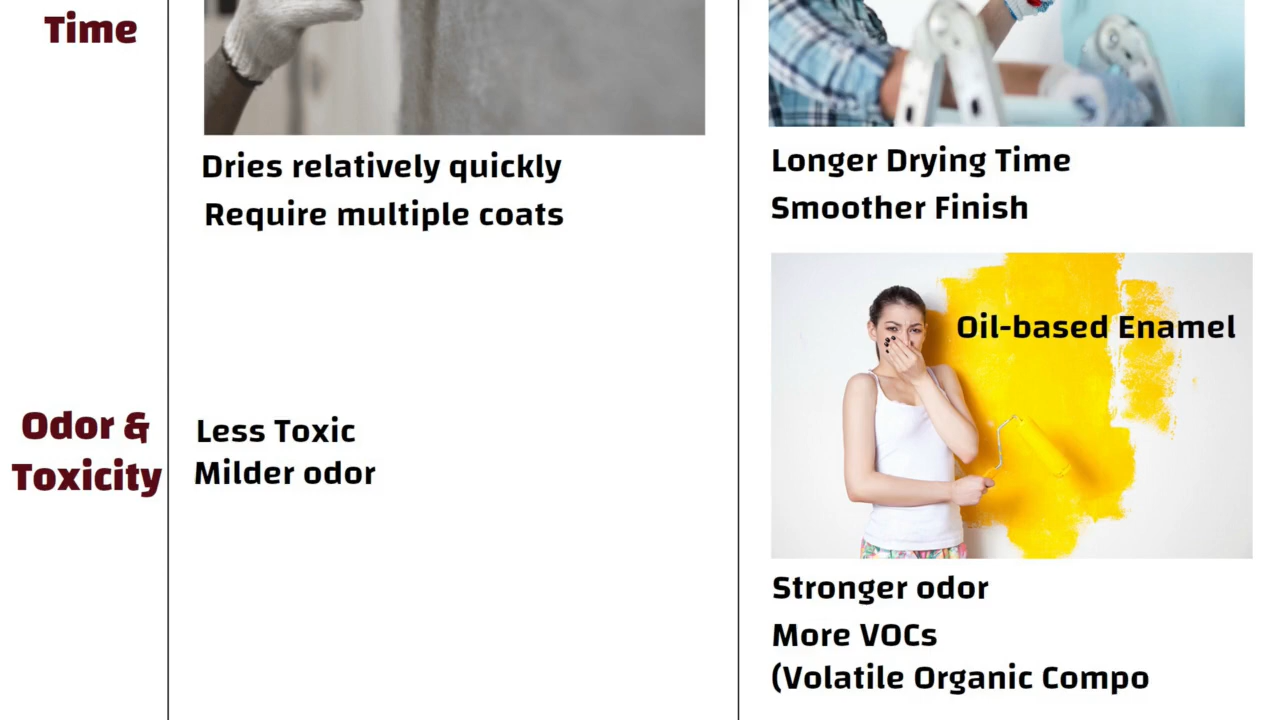 Time
Dries relatively quickly
Require multiple coats
Longer Drying Time
Smoother Finish
Odor &
Toxicity
Less Toxic
Milder odor
Oil-based Enamel
Stronger odor
More VOCs
(Volatile Organic Compo